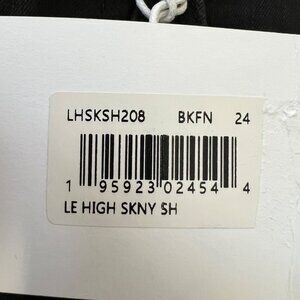 LHSKSH208 BKFN 24
1 95923 02454 4
LE HIGH SKNY SH